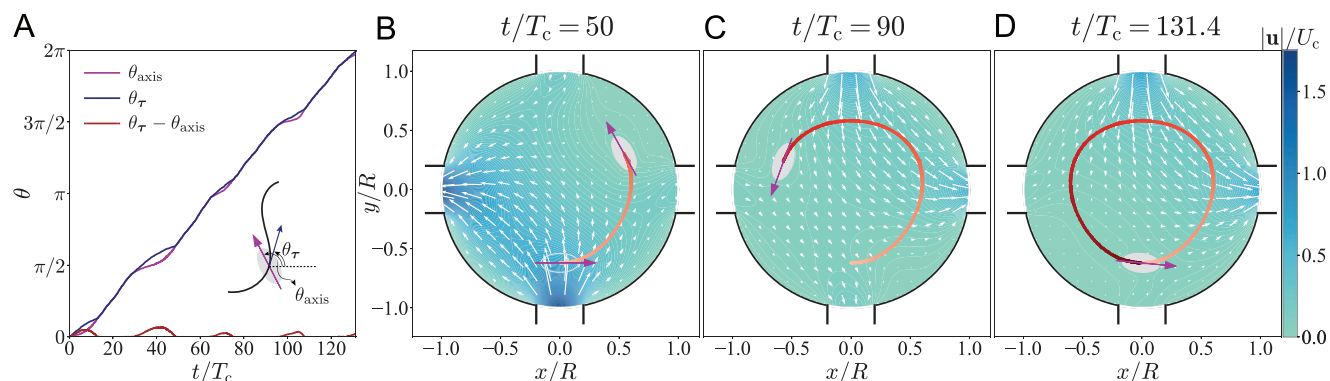 A
2π
3π/2
π
π/2
0
θ
θ_axis
θ_τ
θ_τ − θ_axis
θ_τ
θ_axis
0 20 40 60 80 100 120
t/T_c
B
t/T_c = 50
1.0
0.5
0.0
−0.5
−1.0
y/R
−1.0 −0.5 0.0 0.5 1.0
x/R
C
t/T_c = 90
−1.0 −0.5 0.0 0.5 1.0
x/R
D
t/T_c = 131.4
−1.0 −0.5 0.0 0.5 1.0
x/R
|u|/U_c
1.5
1.0
0.5
0.0